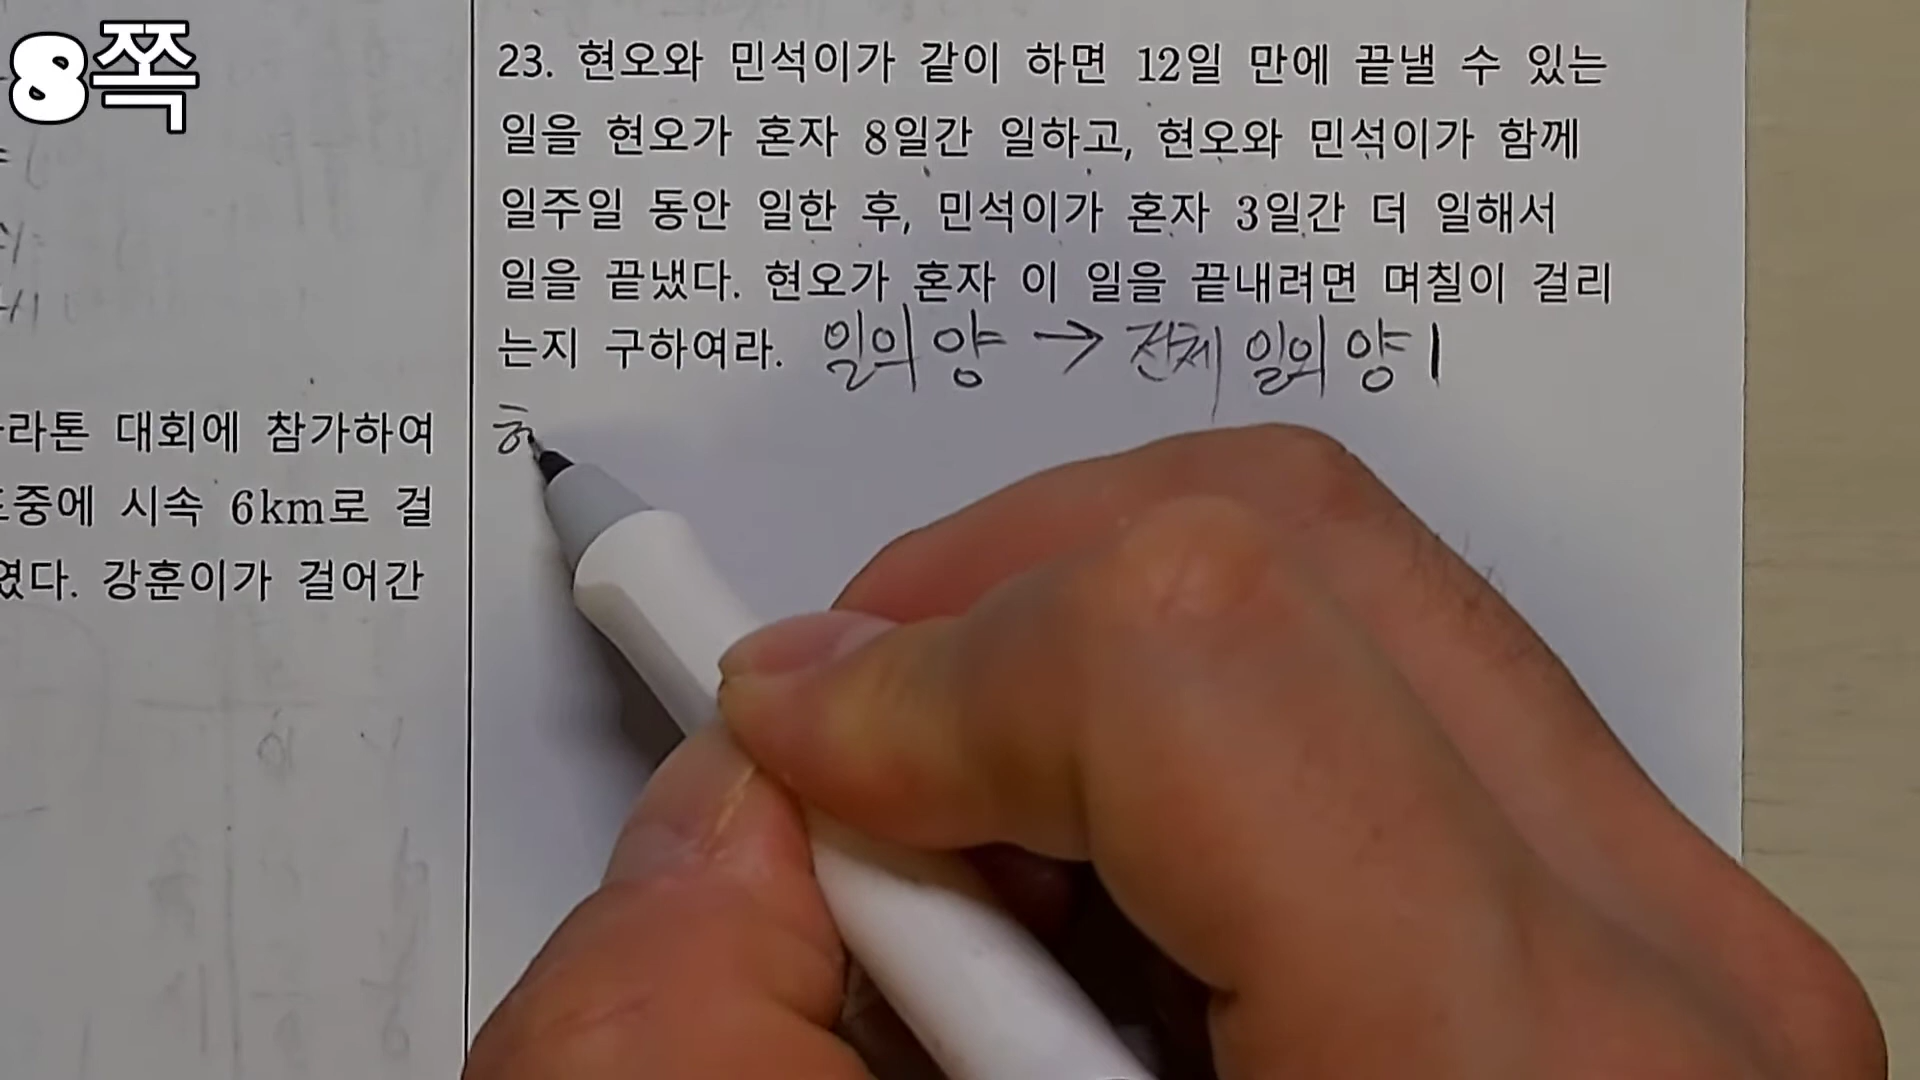 8쪽
23. 현오와 민석이가 같이 하면 12일 만에 끝낼 수 있는
일을 현오가 혼자 8일간 일하고, 현오와 민석이가 함께
일주일 동안 일한 후, 민석이가 혼자 3일간 더 일해서
일을 끝냈다. 현오가 혼자 이 일을 끝내려면 며칠이 걸리
는지 구하여라. 일의 양 → 전체 일의 양 1
라톤 대회에 참가하여
중에 시속 6km로 걸
였다. 강훈이가 걸어간